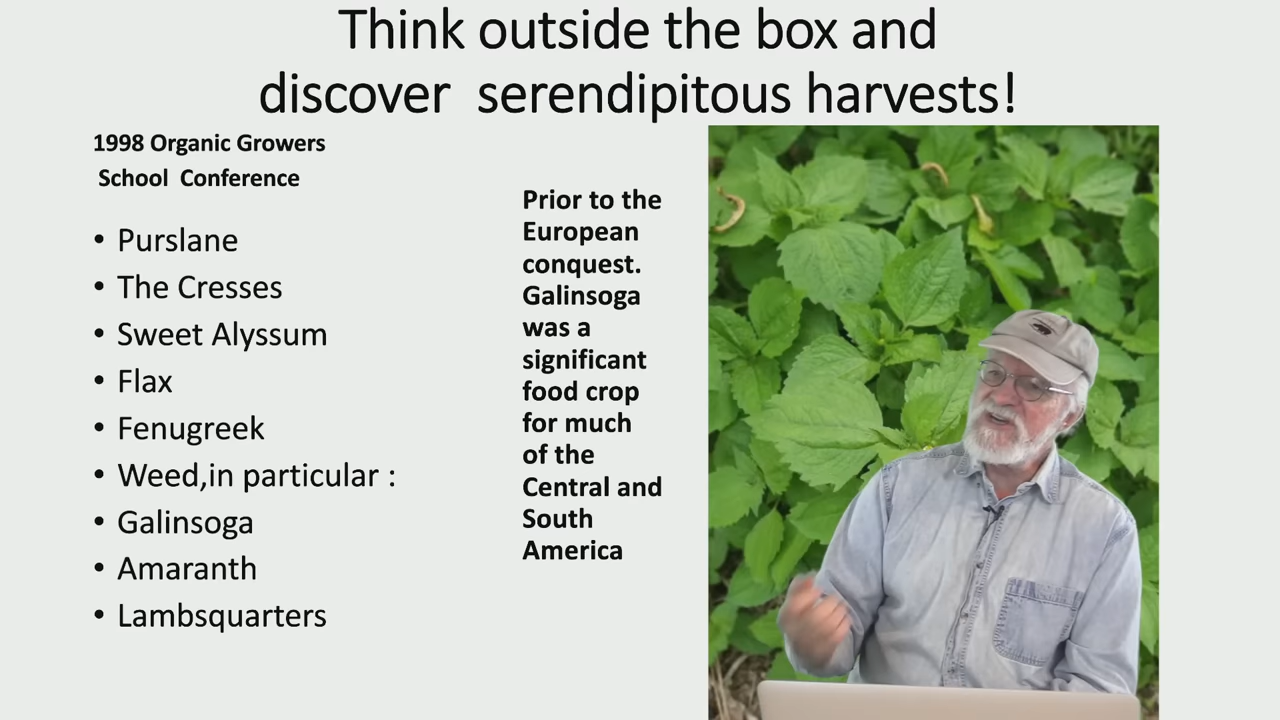 Think outside the box and
discover  serendipitous harvests!
1998 Organic Growers
School  Conference
• Purslane
• The Cresses
• Sweet Alyssum
• Flax
• Fenugreek
• Weed,in particular :
• Galinsoga
• Amaranth
• Lambsquarters
Prior to the
European
conquest.
Galinsoga
was a
significant
food crop
for much
of the
Central and
South
America